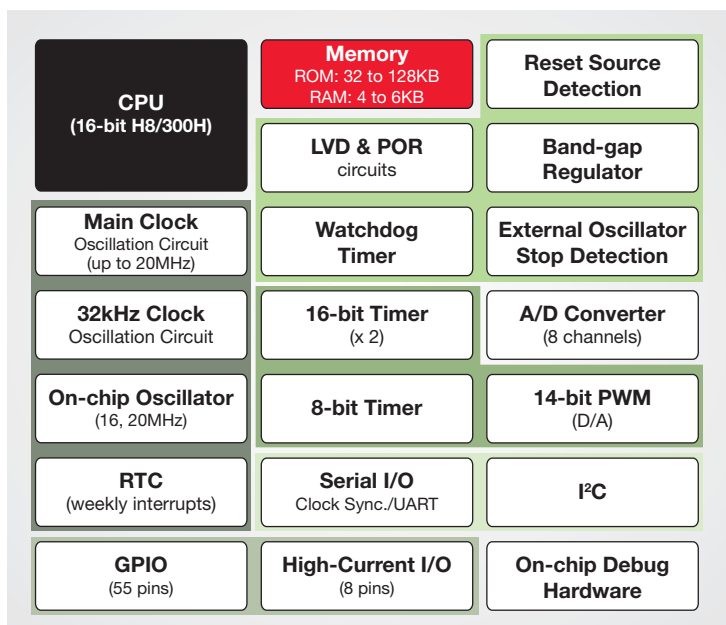 CPU
(16-bit H8/300H)
Memory
ROM: 32 to 128KB
RAM: 4 to 6KB
Reset Source
Detection
LVD & POR
circuits
Band-gap
Regulator
Main Clock
Oscillation Circuit
(up to 20MHz)
Watchdog
Timer
External Oscillator
Stop Detection
32kHz Clock
Oscillation Circuit
16-bit Timer
(x 2)
A/D Converter
(8 channels)
On-chip Oscillator
(16, 20MHz)
8-bit Timer
14-bit PWM
(D/A)
RTC
(weekly interrupts)
Serial I/O
Clock Sync./UART
I²C
GPIO
(55 pins)
High-Current I/O
(8 pins)
On-chip Debug
Hardware